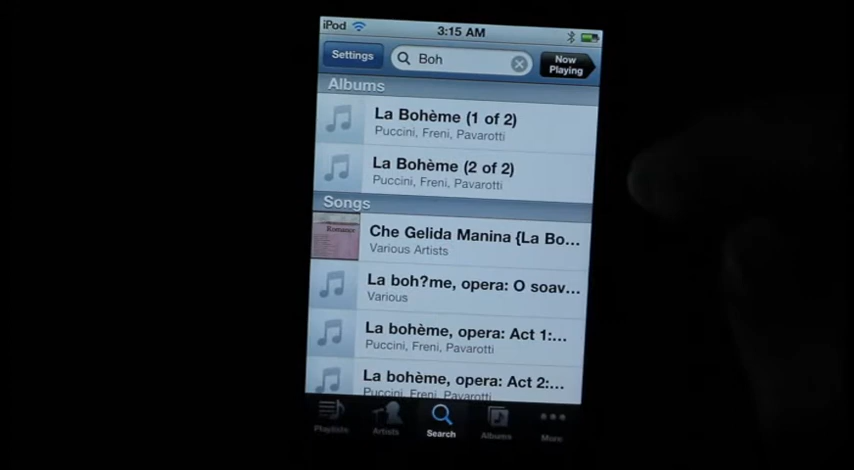 iPod
3:15 AM
Settings
Boh
Now
Playing
Albums
La Bohème (1 of 2)
Puccini, Freni, Pavarotti
La Bohème (2 of 2)
Puccini, Freni, Pavarotti
Songs
Romance
Che Gelida Manina {La Bo...
Various Artists
La boh?me, opera: O soav...
Various
La bohème, opera: Act 1:...
Puccini, Freni, Pavarotti
La bohème, opera: Act 2:...
Puccini, Freni, Pavarotti
Playlists
Artists
Search
Albums
More